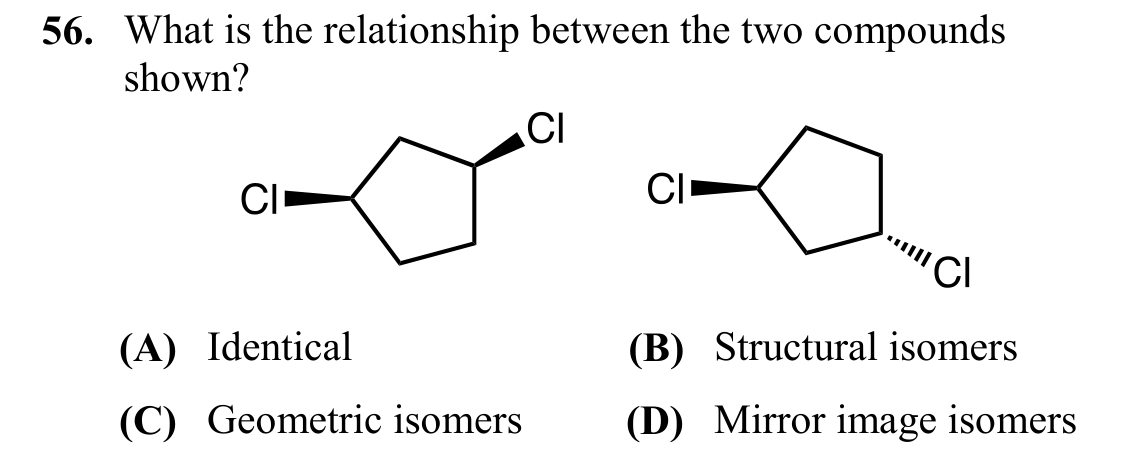 56. What is the relationship between the two compounds
shown?
Cl Cl
Cl Cl
(A) Identical (B) Structural isomers
(C) Geometric isomers (D) Mirror image isomers